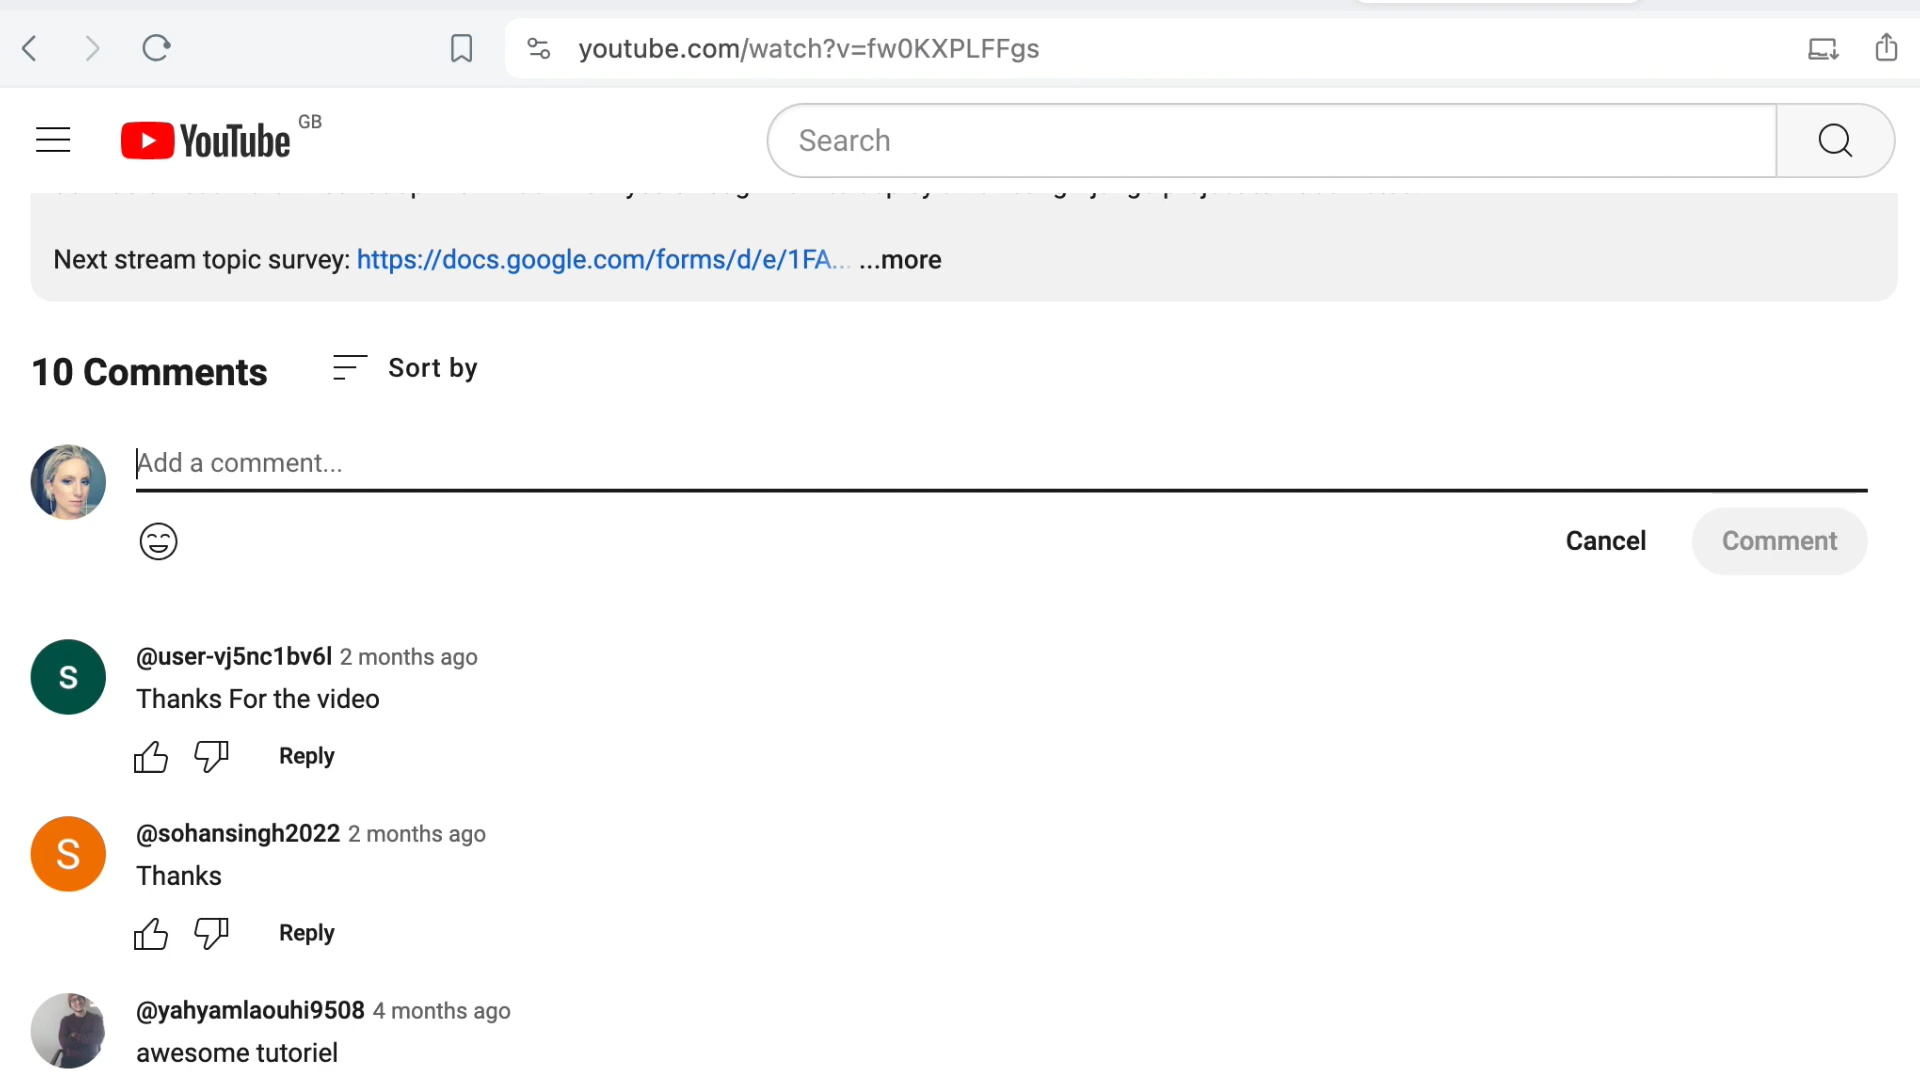 youtube.com/watch?v=fw0KXPLFFgs
YouTube GB
Search
Next stream topic survey: https://docs.google.com/forms/d/e/1FA... ...more
10 Comments
Sort by
Add a comment...
Cancel
Comment
S
@user-vj5nc1bv6l 2 months ago
Thanks For the video
Reply
S
@sohansingh2022 2 months ago
Thanks
Reply
@yahyamlaouhi9508 4 months ago
awesome tutoriel